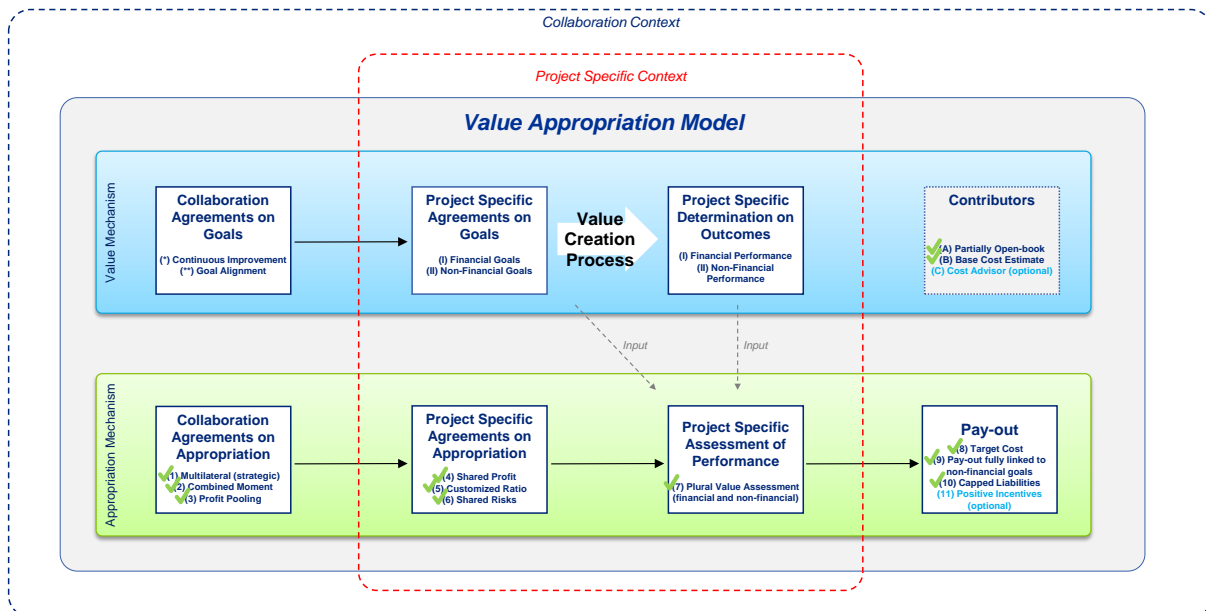 Collaboration Context
Project Specific Context
Value Appropriation Model
Value Mechanism
Collaboration
Agreements on
Goals
(*) Continuous Improvement
(**) Goal Alignment
Project Specific
Agreements on
Goals
(I) Financial Goals
(II) Non-Financial Goals
Value
Creation
Process
Project Specific
Determination on
Outcomes
(I) Financial Performance
(II) Non-Financial
Performance
Contributors
(A) Partially Open-book
(B) Base Cost Estimate
(C) Cost Advisor (optional)
Input
Input
Appropriation Mechanism
Collaboration
Agreements on
Appropriation
(1) Multilateral (strategic)
(2) Combined Moment
(3) Profit Pooling
Project Specific
Agreements on
Appropriation
(4) Shared Profit
(5) Customized Ratio
(6) Shared Risks
Project Specific
Assessment of
Performance
(7) Plural Value Assessment
(financial and non-financial)
Pay-out
(8) Target Cost
(9) Pay-out fully linked to
non-financial goals
(10) Capped Liabilities
(11) Positive Incentives
(optional)